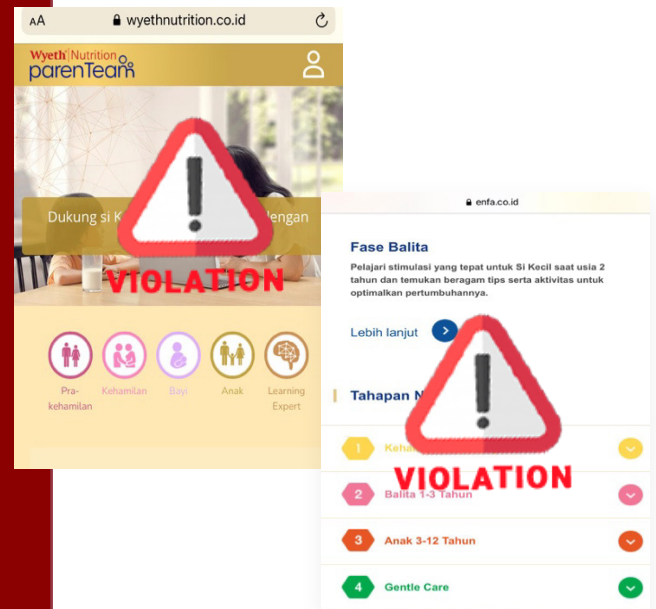 AA wyethnutrition.co.id
Wyeth Nutrition
parenTeam
Dukung si dengan
VIOLATION
Pra-
kehamilan
Kehamilan
Bayi
Anak
Learning
Expert
enfa.co.id
Fase Balita
Pelajari stimulasi yang tepat untuk Si Kecil saat usia 2
tahun dan temukan beragam tips serta aktivitas untuk
optimalkan pertumbuhannya.
Lebih lanjut
Tahapan
1
VIOLATION
2 Balita 1-3 Tahun
3 Anak 3-12 Tahun
4 Gentle Care